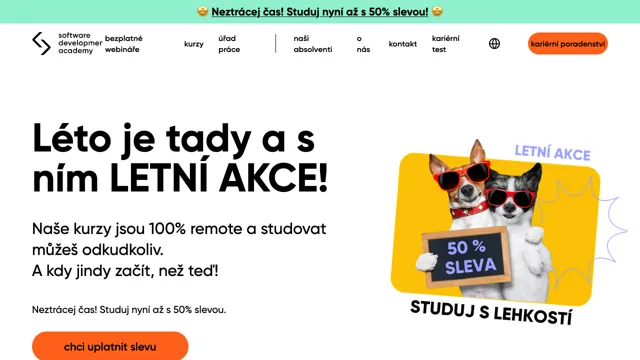 🤩 Neztrácej čas! Studuj nyní až s 50% slevou! 🤩
software
developmer
academy
bezplatné
webináře
kurzy
úřad
práce
naši
absolventi
o
nás
kontakt
kariérní
test
kariérní poradenství
Léto je tady a s
ním LETNÍ AKCE!
Naše kurzy jsou 100% remote a studovat
můžeš odkudkoliv.
A kdy jindy začít, než teď!
Neztrácej čas! Studuj nyní až s 50% slevou.
chci uplatnit slevu
LETNÍ AKCE
50 %
SLEVA
STUDUJ S LEHKOSTÍ